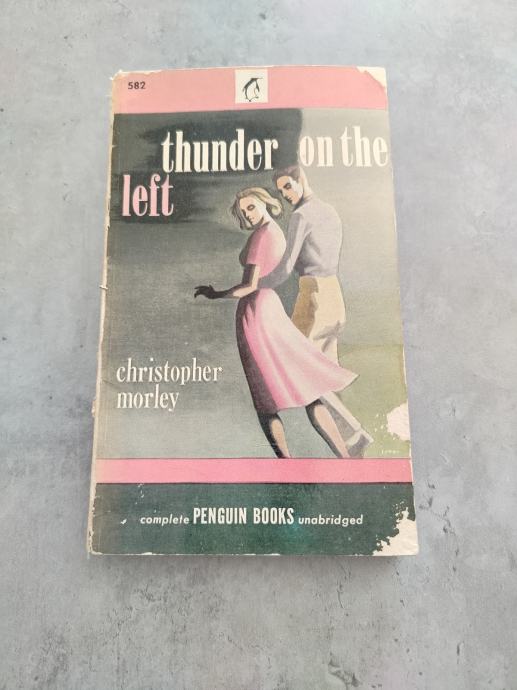 582
thunder on the
left
christopher
morley
complete PENGUIN BOOKS unabridged